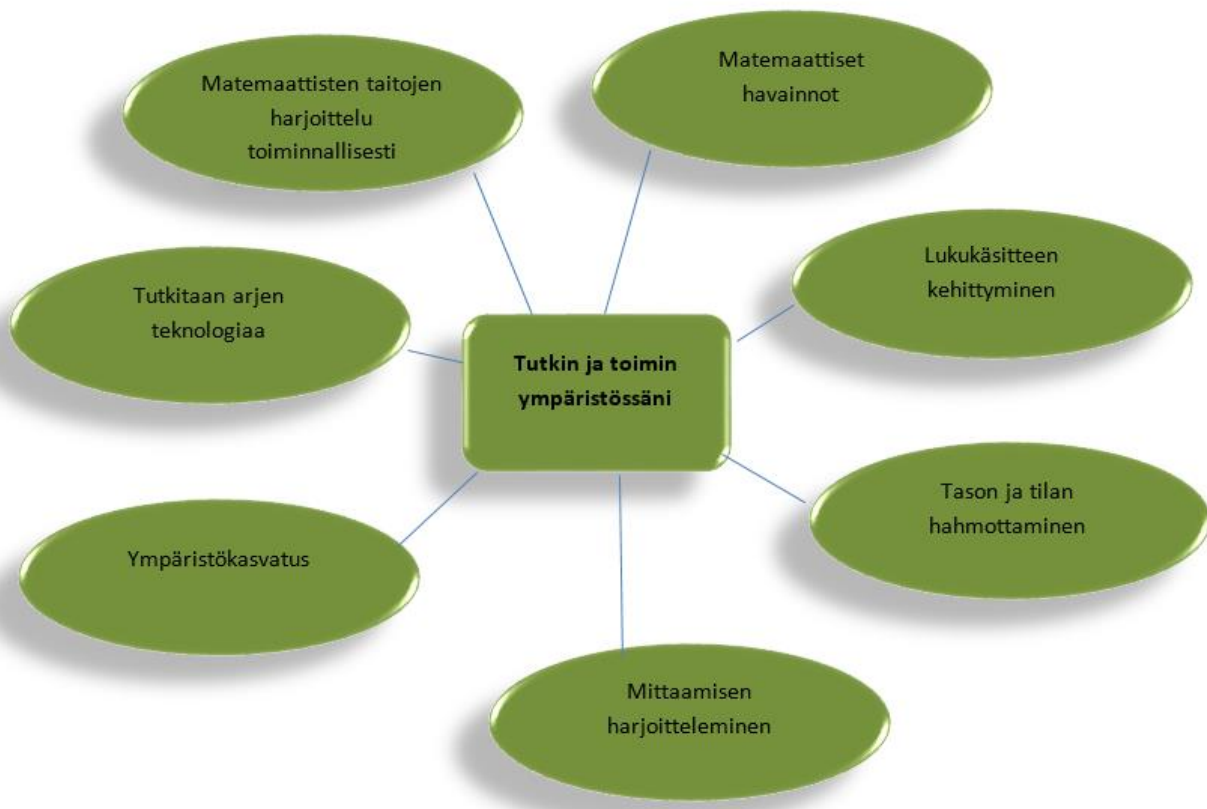 Matemaattisten taitojen
harjoittelu
toiminnallisesti
Matemaattiset
havainnot
Lukukäsitteen
kehittyminen
Tutkitaan arjen
teknologiaa
Tutkin ja toimin
ympäristössäni
Tason ja tilan
hahmottaminen
Ympäristökasvatus
Mittaamisen
harjoitteleminen